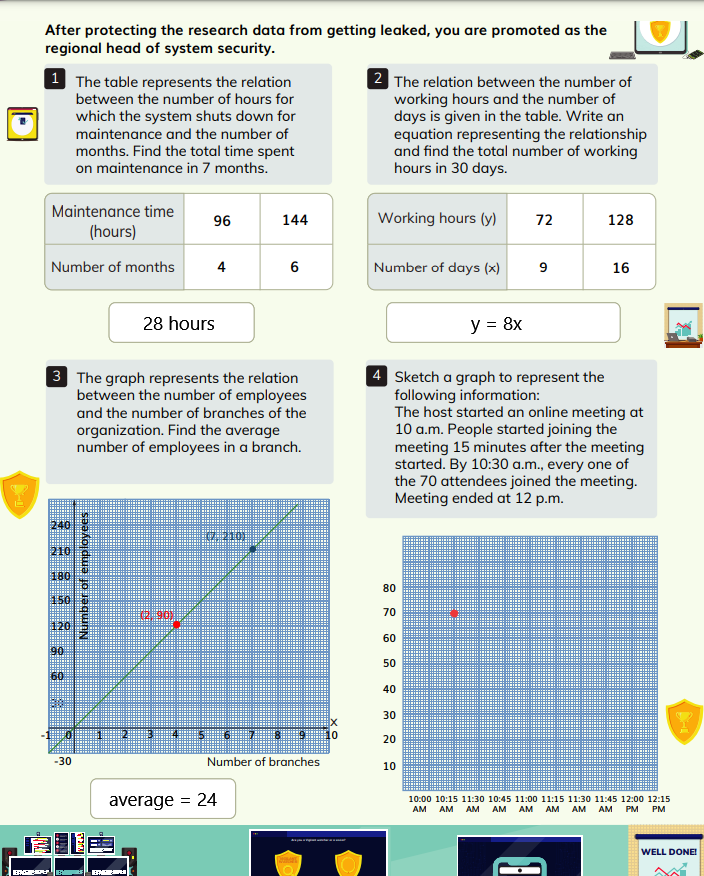 After protecting the research data from getting leaked, you are promoted as the
regional head of system security.
1
The table represents the relation
between the number of hours for
which the system shuts down for
maintenance and the number of
months. Find the total time spent
on maintenance in 7 months.
Maintenance time
(hours)
96
144
Number of months
4
6
28 hours
2
The relation between the number of
working hours and the number of
days is given in the table. Write an
equation representing the relationship
and find the total number of working
hours in 30 days.
Working hours (y)
72
128
Number of days (x)
9
16
y = 8x
3
The graph represents the relation
between the number of employees
and the number of branches of the
organization. Find the average
number of employees in a branch.
Number of employees
240
210
180
150
120
90
60
30
(7, 210)
(2, 90)
-1 0 1 2 3 4 5 6 7 8 9 10
X
-30
Number of branches
average = 24
4
Sketch a graph to represent the
following information:
The host started an online meeting at
10 a.m. People started joining the
meeting 15 minutes after the meeting
started. By 10:30 a.m., every one of
the 70 attendees joined the meeting.
Meeting ended at 12 p.m.
80
70
60
50
40
30
20
10
10:00 10:15 11:30 10:45 11:00 11:15 11:30 11:45 12:00 12:15
AM AM AM AM AM AM AM AM PM PM
WELL DONE!